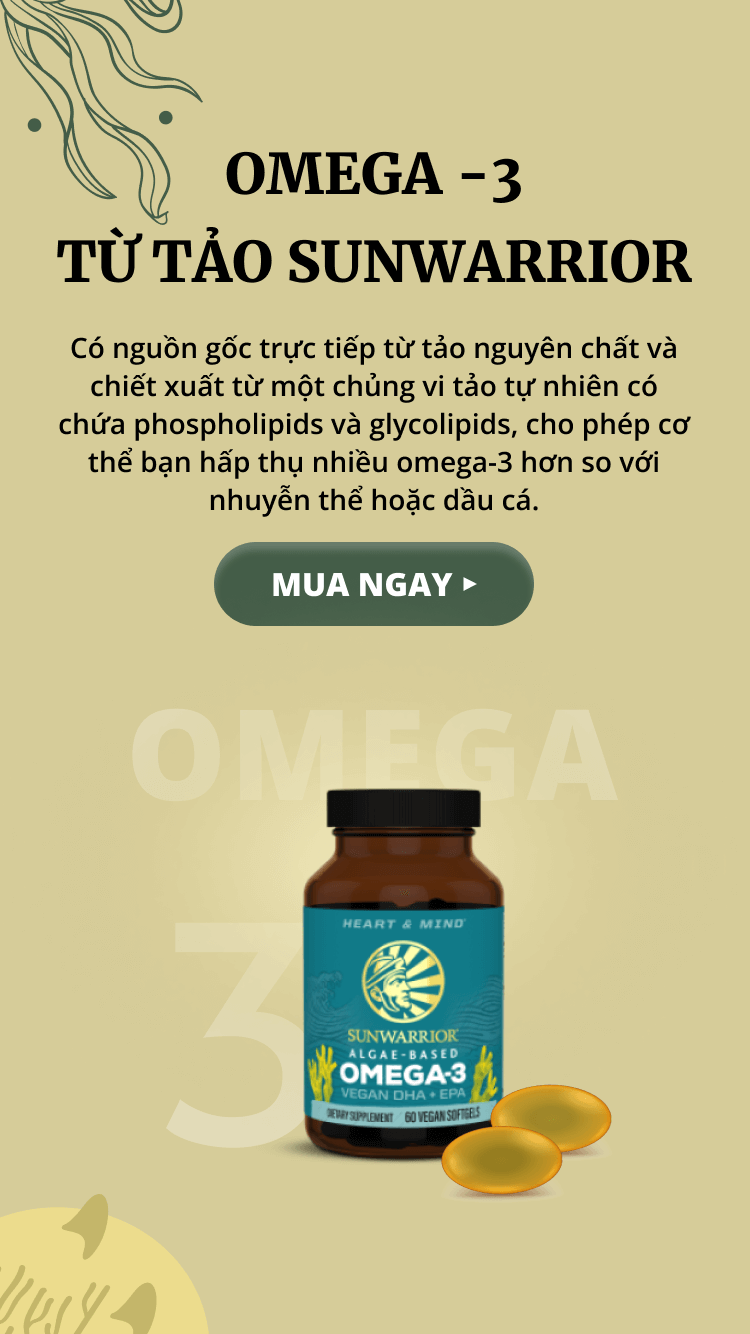 OMEGA -3
TỪ TẢO SUNWARRIOR
Có nguồn gốc trực tiếp từ tảo nguyên chất và
chiết xuất từ một chủng vi tảo tự nhiên có
chứa phospholipids và glycolipids, cho phép cơ
thể bạn hấp thụ nhiều omega-3 hơn so với
nhuyễn thể hoặc dầu cá.
MUA NGAY ▸
OMEGA
3
HEART & MIND
SUNWARRIOR
ALGAE-BASED
OMEGA-3
VEGAN DHA + EPA
DIETARY SUPPLEMENT 60 VEGAN SOFTGELS